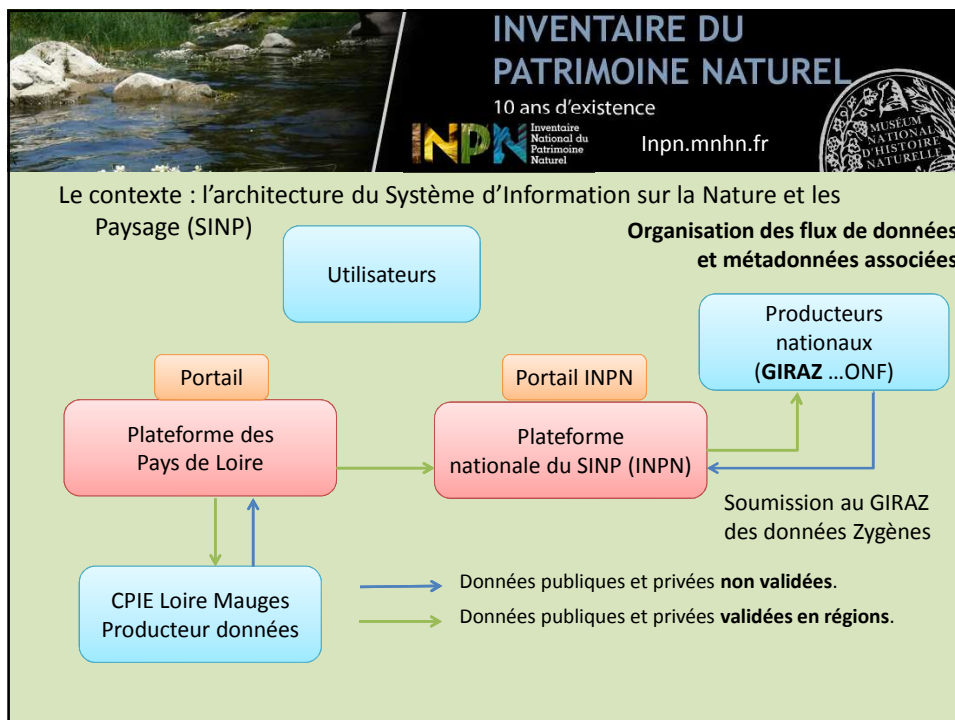 INVENTAIRE DU
PATRIMOINE NATUREL
10 ans d'existence
INPN
Inventaire
National du
Patrimoine
Naturel
Inpn.mnhn.fr
MUSÉUM
NATIONAL
D'HISTOIRE
NATURELLE
Le contexte : l'architecture du Système d'Information sur la Nature et les
Paysage (SINP)
Organisation des flux de données
et métadonnées associées
Utilisateurs
Producteurs
nationaux
(GIRAZ ...ONF)
Portail
Portail INPN
Plateforme des
Pays de Loire
Plateforme
nationale du SINP (INPN)
Soumission au GIRAZ
des données Zygènes
CPIE Loire Mauges
Producteur données
Données publiques et privées non validées.
Données publiques et privées validées en régions.